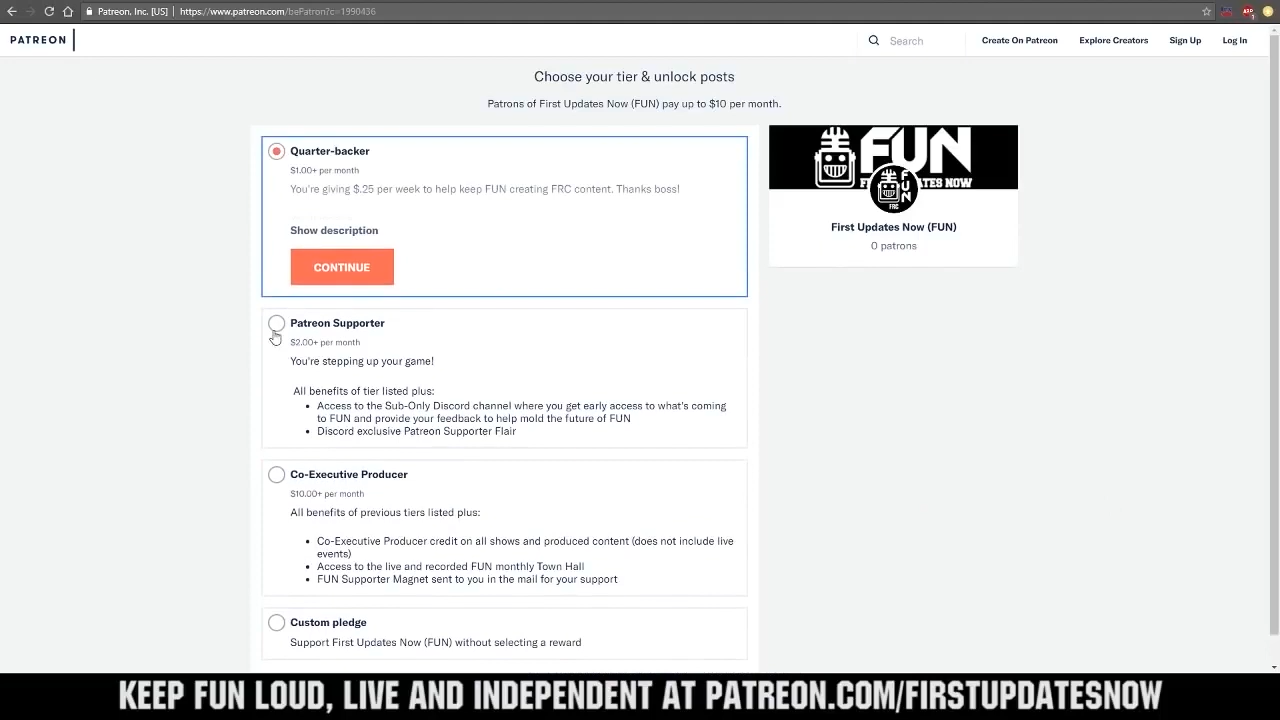 Patreon, Inc. [US] | https://www.patreon.com/bePatron?c=1990436
PATREON
Search
Create On Patreon
Explore Creators
Sign Up
Log In
Choose your tier & unlock posts
Patrons of First Updates Now (FUN) pay up to $10 per month.
Quarter-backer
$1.00+ per month
You're giving $.25 per week to help keep FUN creating FRC content. Thanks boss!
Show description
CONTINUE
FUN
FUN
FRC
First Updates Now (FUN)
0 patrons
Patreon Supporter
$2.00+ per month
You're stepping up your game!
All benefits of tier listed plus:
• Access to the Sub-Only Discord channel where you get early access to what's coming
to FUN and provide your feedback to help mold the future of FUN
• Discord exclusive Patreon Supporter Flair
Co-Executive Producer
$10.00+ per month
All benefits of previous tiers listed plus:
• Co-Executive Producer credit on all shows and produced content (does not include live
events)
• Access to the live and recorded FUN monthly Town Hall
• FUN Supporter Magnet sent to you in the mail for your support
Custom pledge
Support First Updates Now (FUN) without selecting a reward
KEEP FUN LOUD, LIVE AND INDEPENDENT AT PATREON.COM/FIRSTUPDATESNOW